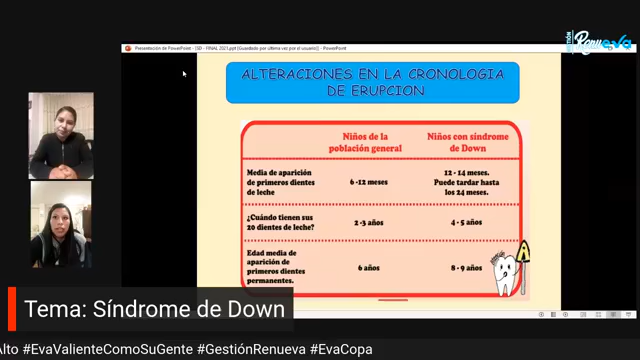 Presentación de PowerPoint - [SD - FINAL 2021.ppt [Guardado por última vez por el usuario] - PowerPoint
GESTIÓN
Renueva
ALTERACIONES EN LA CRONOLOGIA
DE ERUPCION
Niños de la
población general
Niños con síndrome
de Down
Media de aparición
de primeros dientes
de leche
6 -12 meses
12 - 14 meses.
Puede tardar hasta
los 24 meses.
¿Cuándo tienen sus
20 dientes de leche?
2 -3 años
4 - 5 años
Edad media de
aparición de
primeros dientes
permanentes.
6 años
8 - 9 años
Tema: Síndrome de Down
Alto #EvaValienteComoSuGente #GestiónRenueva #EvaCopa